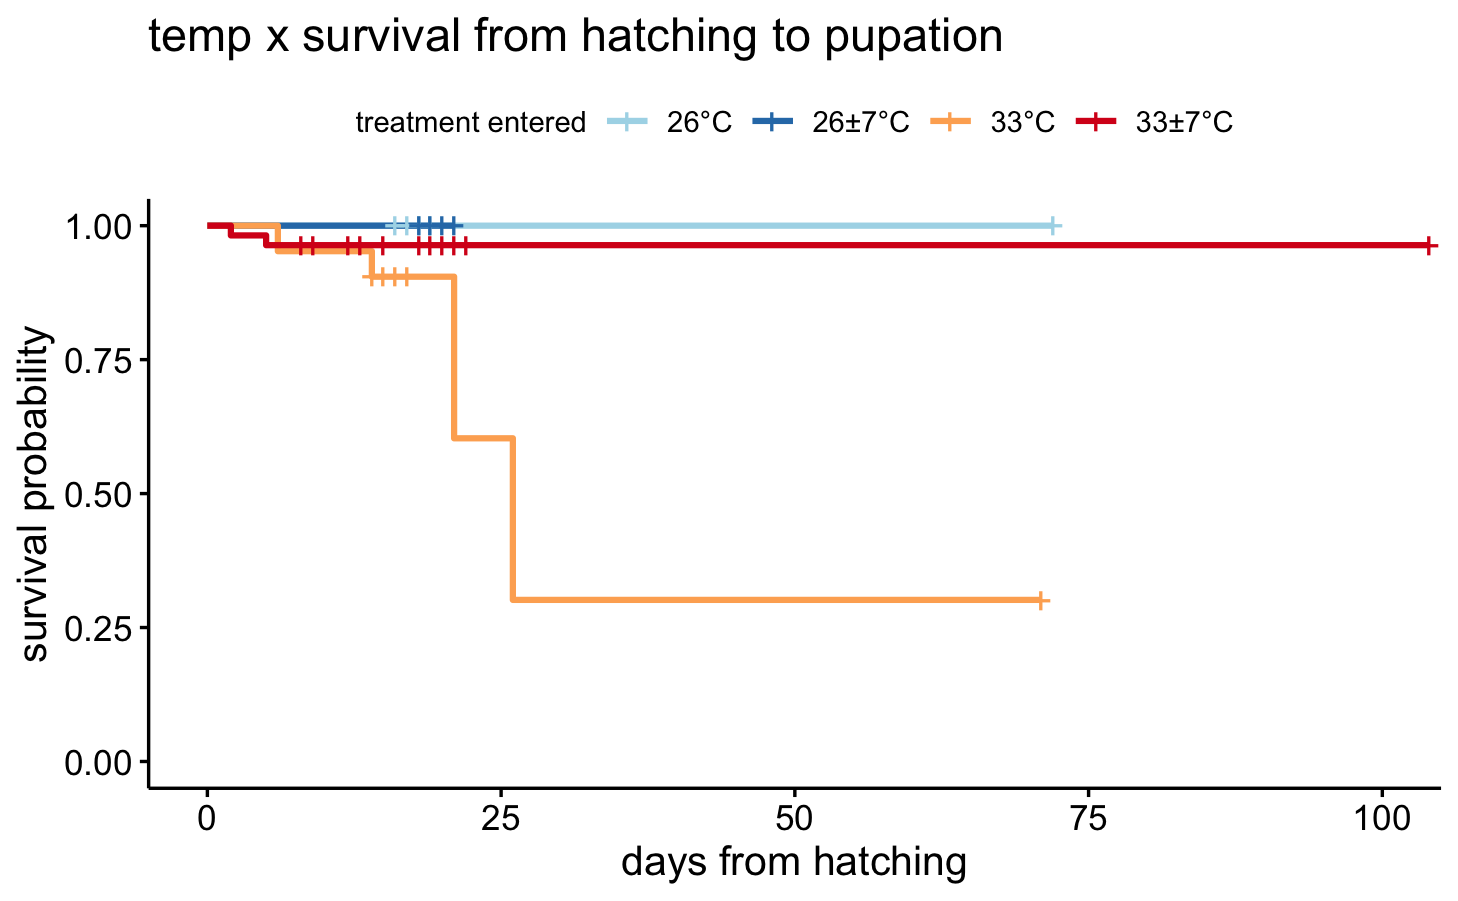 temp x survival from hatching to pupation
treatment entered 26°C 26±7°C 33°C 33±7°C
1.00
0.75
0.50
0.25
0.00
survival probability
0 25 50 75 100
days from hatching